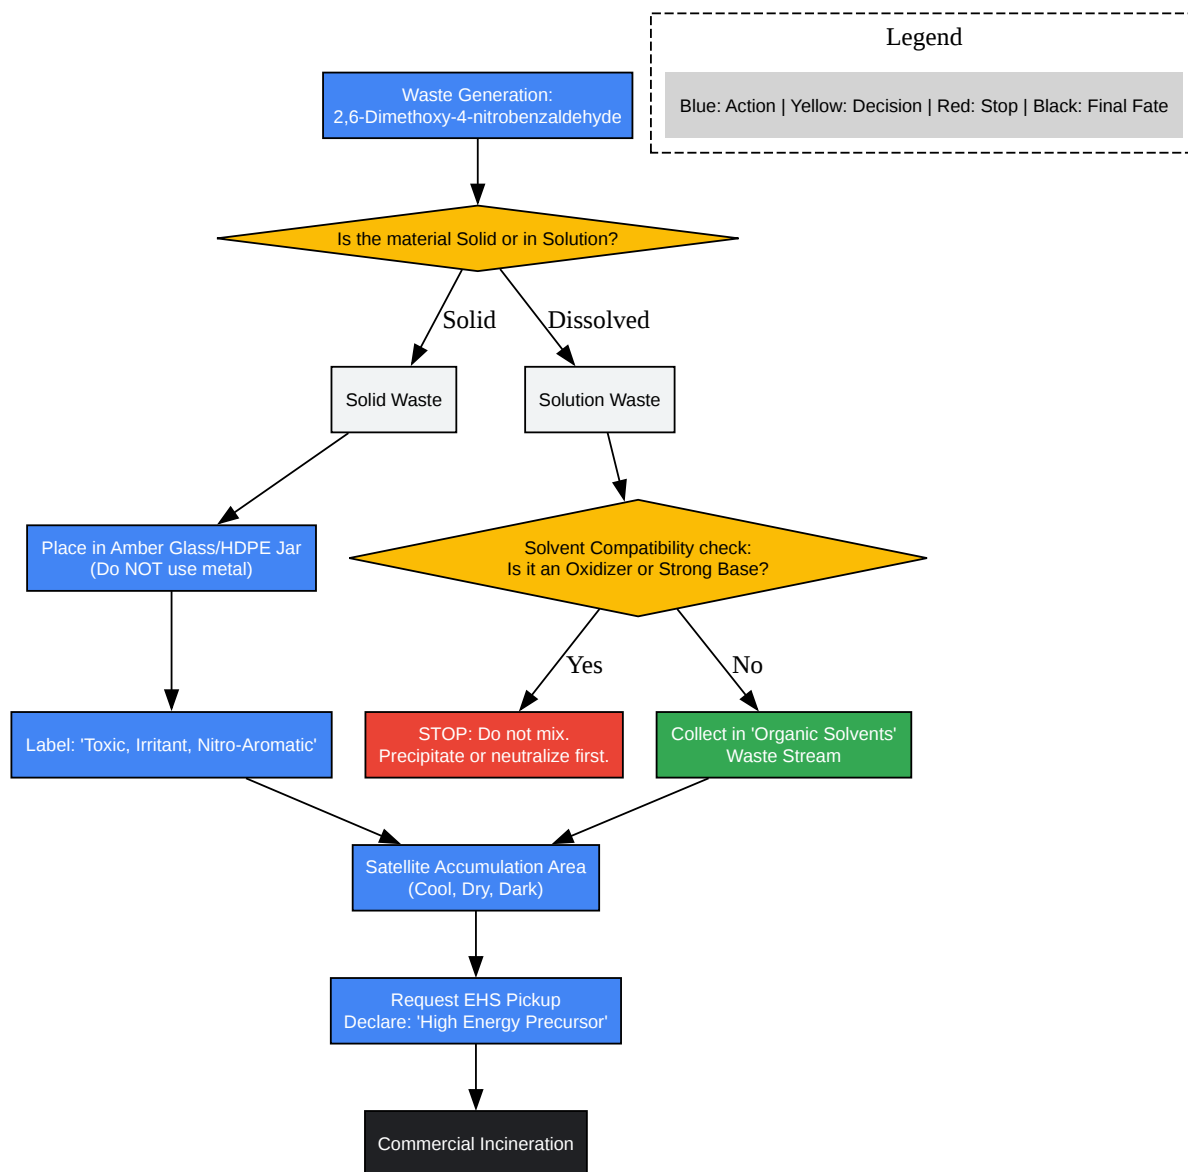 Legend
Blue: Action | Yellow: Decision | Red: Stop | Black: Final Fate
Waste Generation:
2,6-Dimethoxy-4-nitrobenzaldehyde
Is the material Solid or in Solution?
Solid
Dissolved
Solid Waste
Solution Waste
Place in Amber Glass/HDPE Jar
(Do NOT use metal)
Solvent Compatibility check:
Is it an Oxidizer or Strong Base?
Yes
No
Label: 'Toxic, Irritant, Nitro-Aromatic'
STOP: Do not mix.
Precipitate or neutralize first.
Collect in 'Organic Solvents'
Waste Stream
Satellite Accumulation Area
(Cool, Dry, Dark)
Request EHS Pickup
Declare: 'High Energy Precursor'
Commercial Incineration